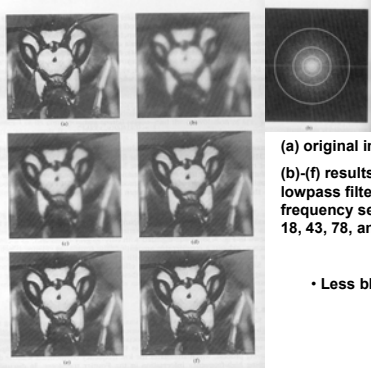 (a)
(b)
(c)
(d)
(e)
(f)
(a) original in
(b)-(f) results
lowpass filte
frequency se
18, 43, 78, an
• Less bl